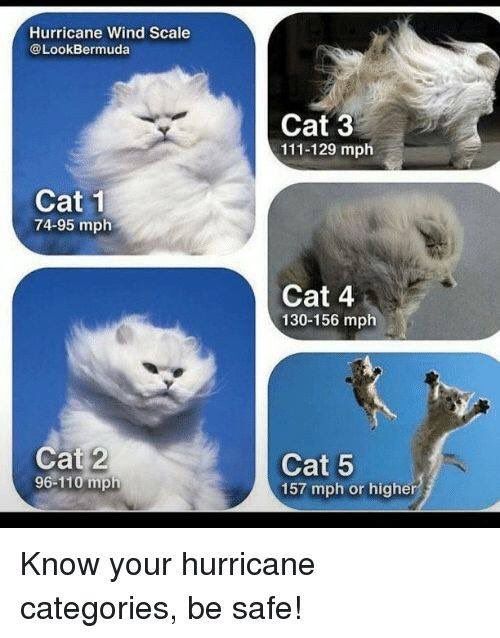 Hurricane Wind Scale
@LookBermuda
Cat 1
74-95 mph
Cat 2
96-110 mph
Cat 3
111-129 mph
Cat 4
130-156 mph
Cat 5
157 mph or higher
Know your hurricane
categories, be safe!